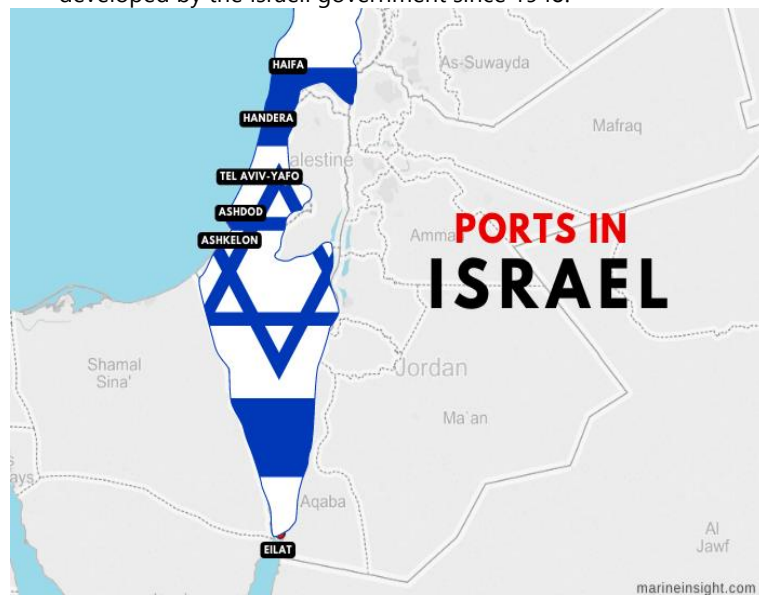 developed by the Israeli government since 1948.
HAIFA
As-Suwayda
HANDERA
Mafraq
alestine
TEL AVIV-YAFO
ASHDOD
ASHKELON
Amma
PORTS IN
ISRAEL
Shamal
Sina'
Jordan
Ma'an
ays
Aqaba
EILAT
Al
Jawf
marineinsight.com